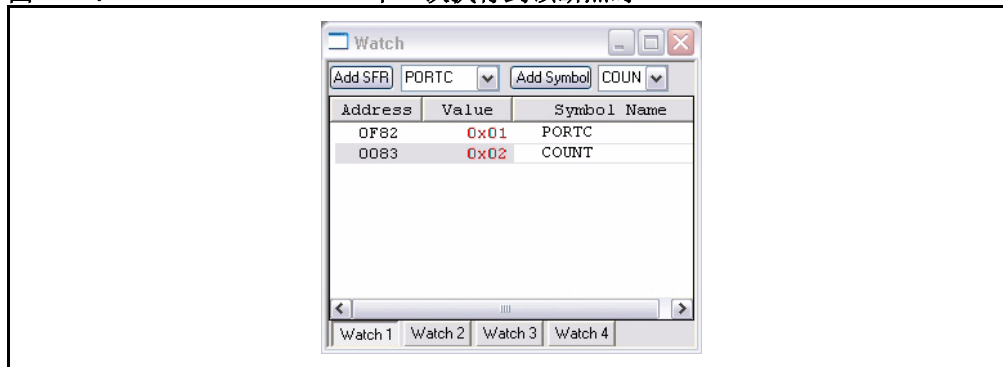 Watch
Add SFR PORTC Add Symbol COUN
Address Value Symbol Name
0F82 0x01 PORTC
0083 0x02 COUNT
Watch 1 Watch 2 Watch 3 Watch 4